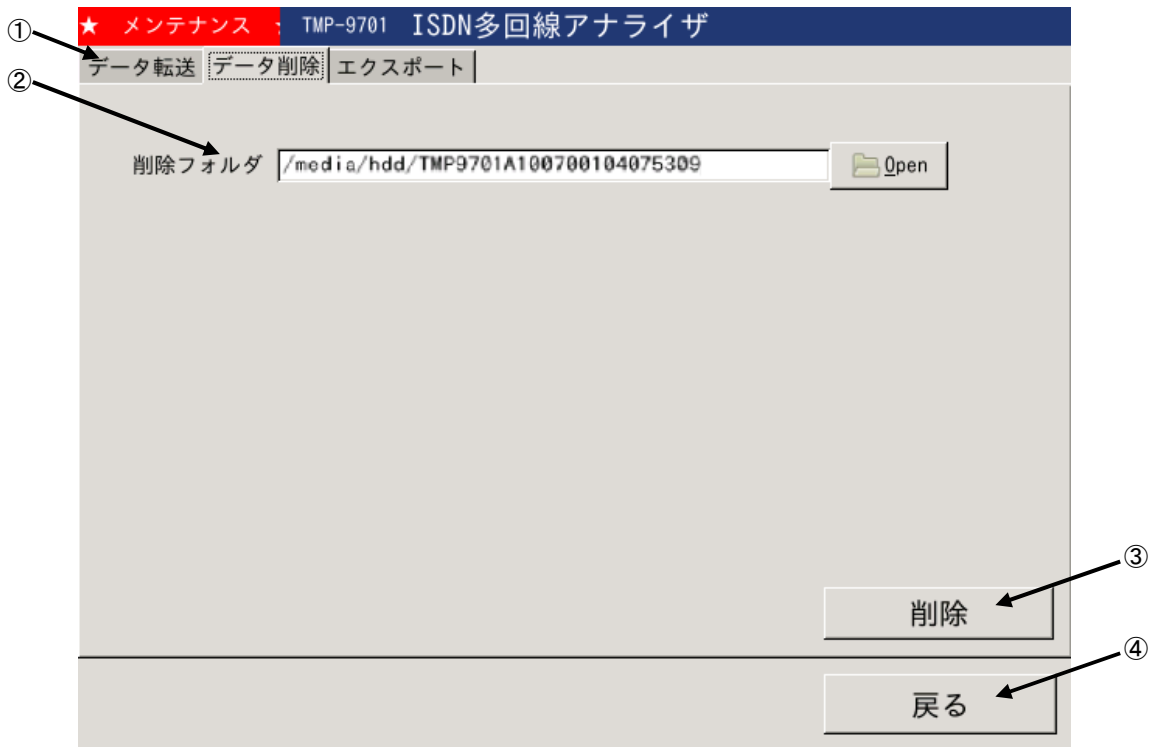 ① ★ メンテナンス TMP-9701 ISDN多回線アナライザ
データ転送 データ削除 エクスポート
②
削除フォルダ /media/hdd/TMP9701A100700104075309 Open
③
削除
④
戻る